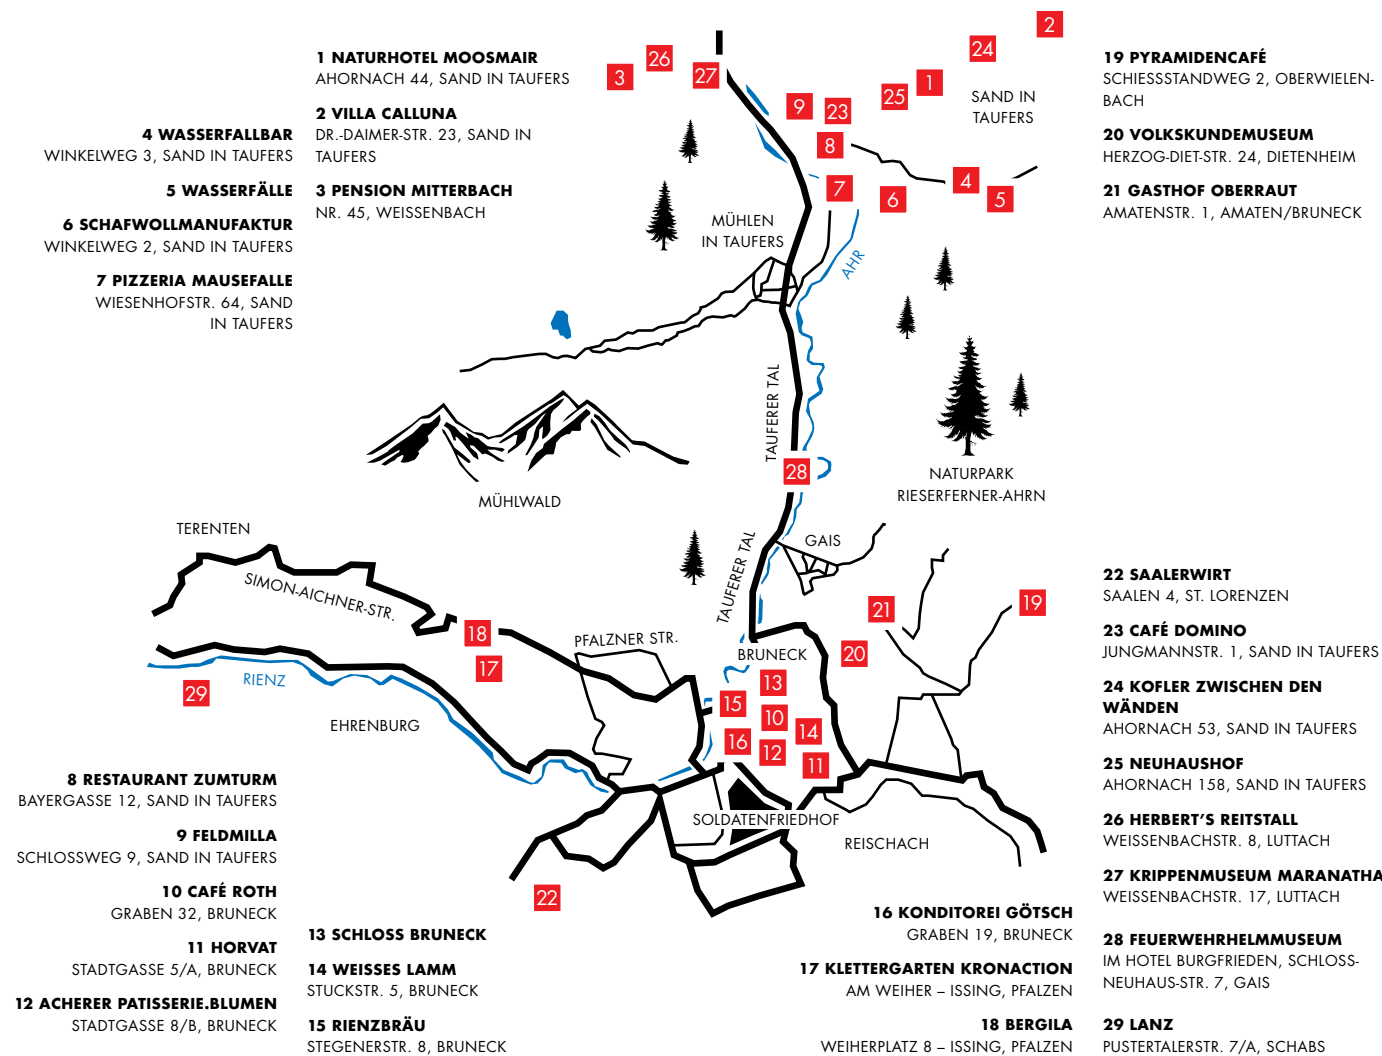 1 NATURHOTEL MOOSMAIR
AHORNACH 44, SAND IN TAUFERS
2 VILLA CALLUNA
DR.-DAIMER-STR. 23, SAND IN
TAUFERS
3 PENSION MITTERBACH
NR. 45, WEISSENBACH
4 WASSERFALLBAR
WINKELWEG 3, SAND IN TAUFERS
5 WASSERFÄLLE
6 SCHAFWOLLMANUFAKTUR
WINKELWEG 2, SAND IN TAUFERS
7 PIZZERIA MAUSEFALLE
WIESENHOFSTR. 64, SAND
IN TAUFERS
19 PYRAMIDENCAFÉ
SCHIESSSTANDWEG 2, OBERWIELEN-
BACH
20 VOLKSKUNDEMUSEUM
HERZOG-DIET-STR. 24, DIETENHEIM
21 GASTHOF OBERRAUT
AMATENSTR. 1, AMATEN/BRUNECK
2
24
26
3
27
1
25
9
23
SAND IN
TAUFERS
8
4
7
6
5
MÜHLEN
IN TAUFERS
AHR
TAUFERER TAL
28
NATURPARK
RIESERFERNER-AHRN
MÜHLWALD
TERENTEN
SIMON-AICHNER-STR.
TAUFERER TAL
GAIS
21
19
18
17
PFALZNER STR.
BRUNECK
20
RIENZ
29
13
15
10
14
16
12
11
EHRENBURG
SOLDATENFRIEDHOF
REISCHACH
22
8 RESTAURANT ZUMTURM
BAYERGASSE 12, SAND IN TAUFERS
9 FELDMILLA
SCHLOSSWEG 9, SAND IN TAUFERS
10 CAFÉ ROTH
GRABEN 32, BRUNECK
11 HORVAT
STADTGASSE 5/A, BRUNECK
12 ACHERER PATISSERIE.BLUMEN
STADTGASSE 8/B, BRUNECK
13 SCHLOSS BRUNECK
14 WEISSES LAMM
STUCKSTR. 5, BRUNECK
15 RIENZBRÄU
STEGENERSTR. 8, BRUNECK
16 KONDITOREI GÖTSCH
GRABEN 19, BRUNECK
17 KLETTERGARTEN KRONACTION
AM WEIHER – ISSING, PFALZEN
18 BERGILA
WEIHERPLATZ 8 – ISSING, PFALZEN
22 SAALERWIRT
SAALEN 4, ST. LORENZEN
23 CAFÉ DOMINO
JUNGMANNSTR. 1, SAND IN TAUFERS
24 KOFLER ZWISCHEN DEN
WÄNDEN
AHORNACH 53, SAND IN TAUFERS
25 NEUHAUSHOF
AHORNACH 158, SAND IN TAUFERS
26 HERBERT'S REITSTALL
WEISSENBACHSTR. 8, LUTTACH
27 KRIPPENMUSEUM MARANATHA
WEISSENBACHSTR. 17, LUTTACH
28 FEUERWEHRHELMMUSEUM
IM HOTEL BURGFRIEDEN, SCHLOSS-
NEUHAUS-STR. 7, GAIS
29 LANZ
PUSTERTALERSTR. 7/A, SCHABS